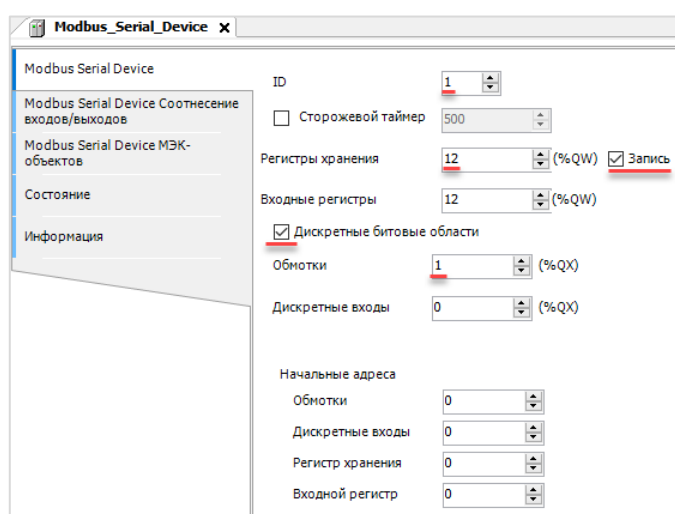 Modbus_Serial_Device X
Modbus Serial Device
Modbus Serial Device Соотнесение
входов/выходов
Modbus Serial Device МЭК-
объектов
Состояние
Информация
ID 1
Сторожевой таймер 500
Регистры хранения 12 (%QW) Запись
Входные регистры 12 (%QW)
Дискретные битовые области
Обмотки 1 (%QX)
Дискретные входы 0 (%QX)
Начальные адреса
Обмотки 0
Дискретные входы 0
Регистр хранения 0
Входной регистр 0